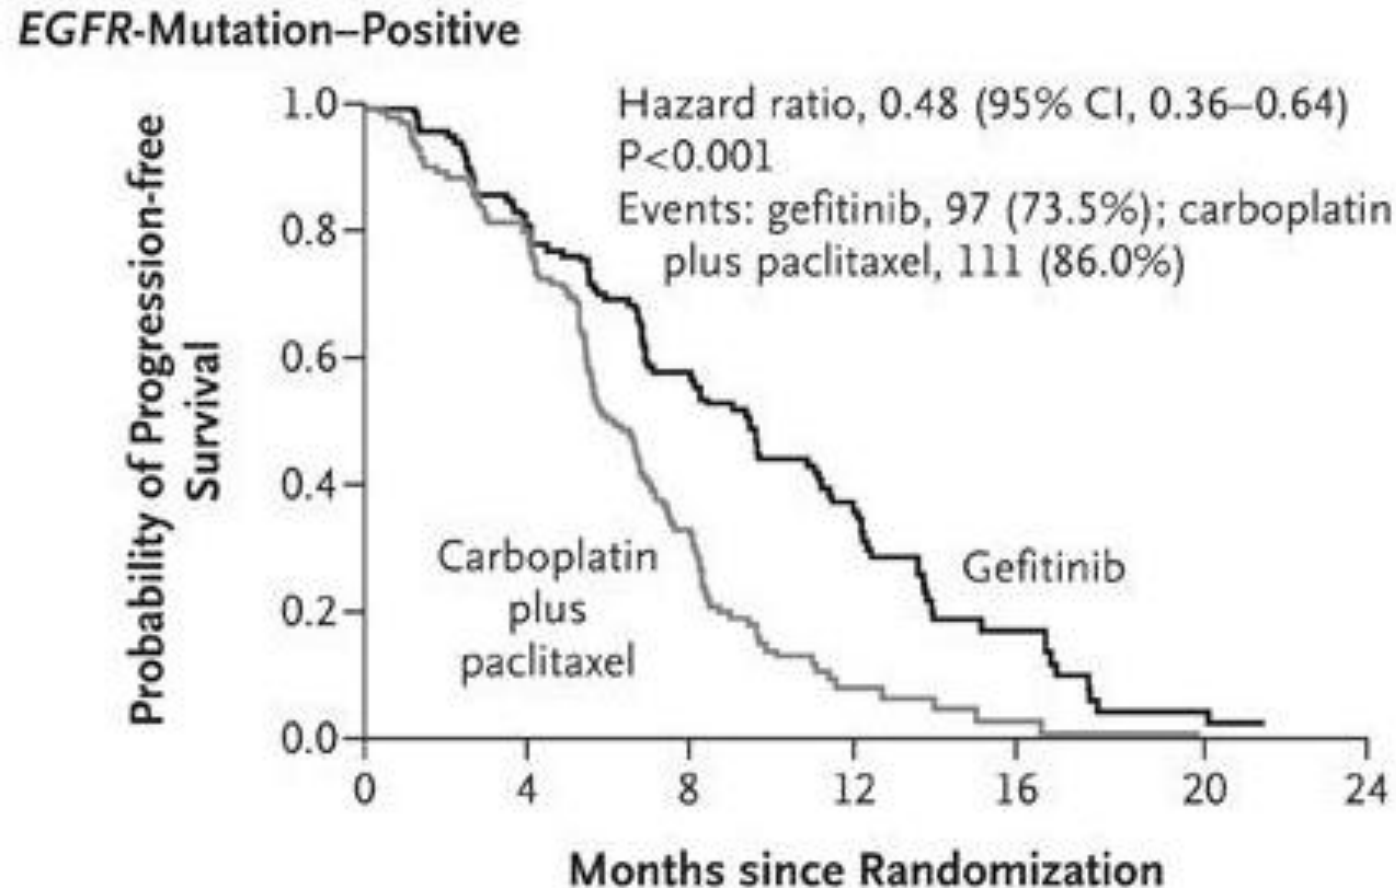 EGFR-Mutation–Positive
Hazard ratio, 0.48 (95% CI, 0.36–0.64)
P<0.001
Events: gefitinib, 97 (73.5%); carboplatin
plus paclitaxel, 111 (86.0%)
Probability of Progression-free
Survival
1.0
0.8
0.6
0.4
0.2
0.0
Carboplatin
plus
paclitaxel
Gefitinib
0 4 8 12 16 20 24
Months since Randomization